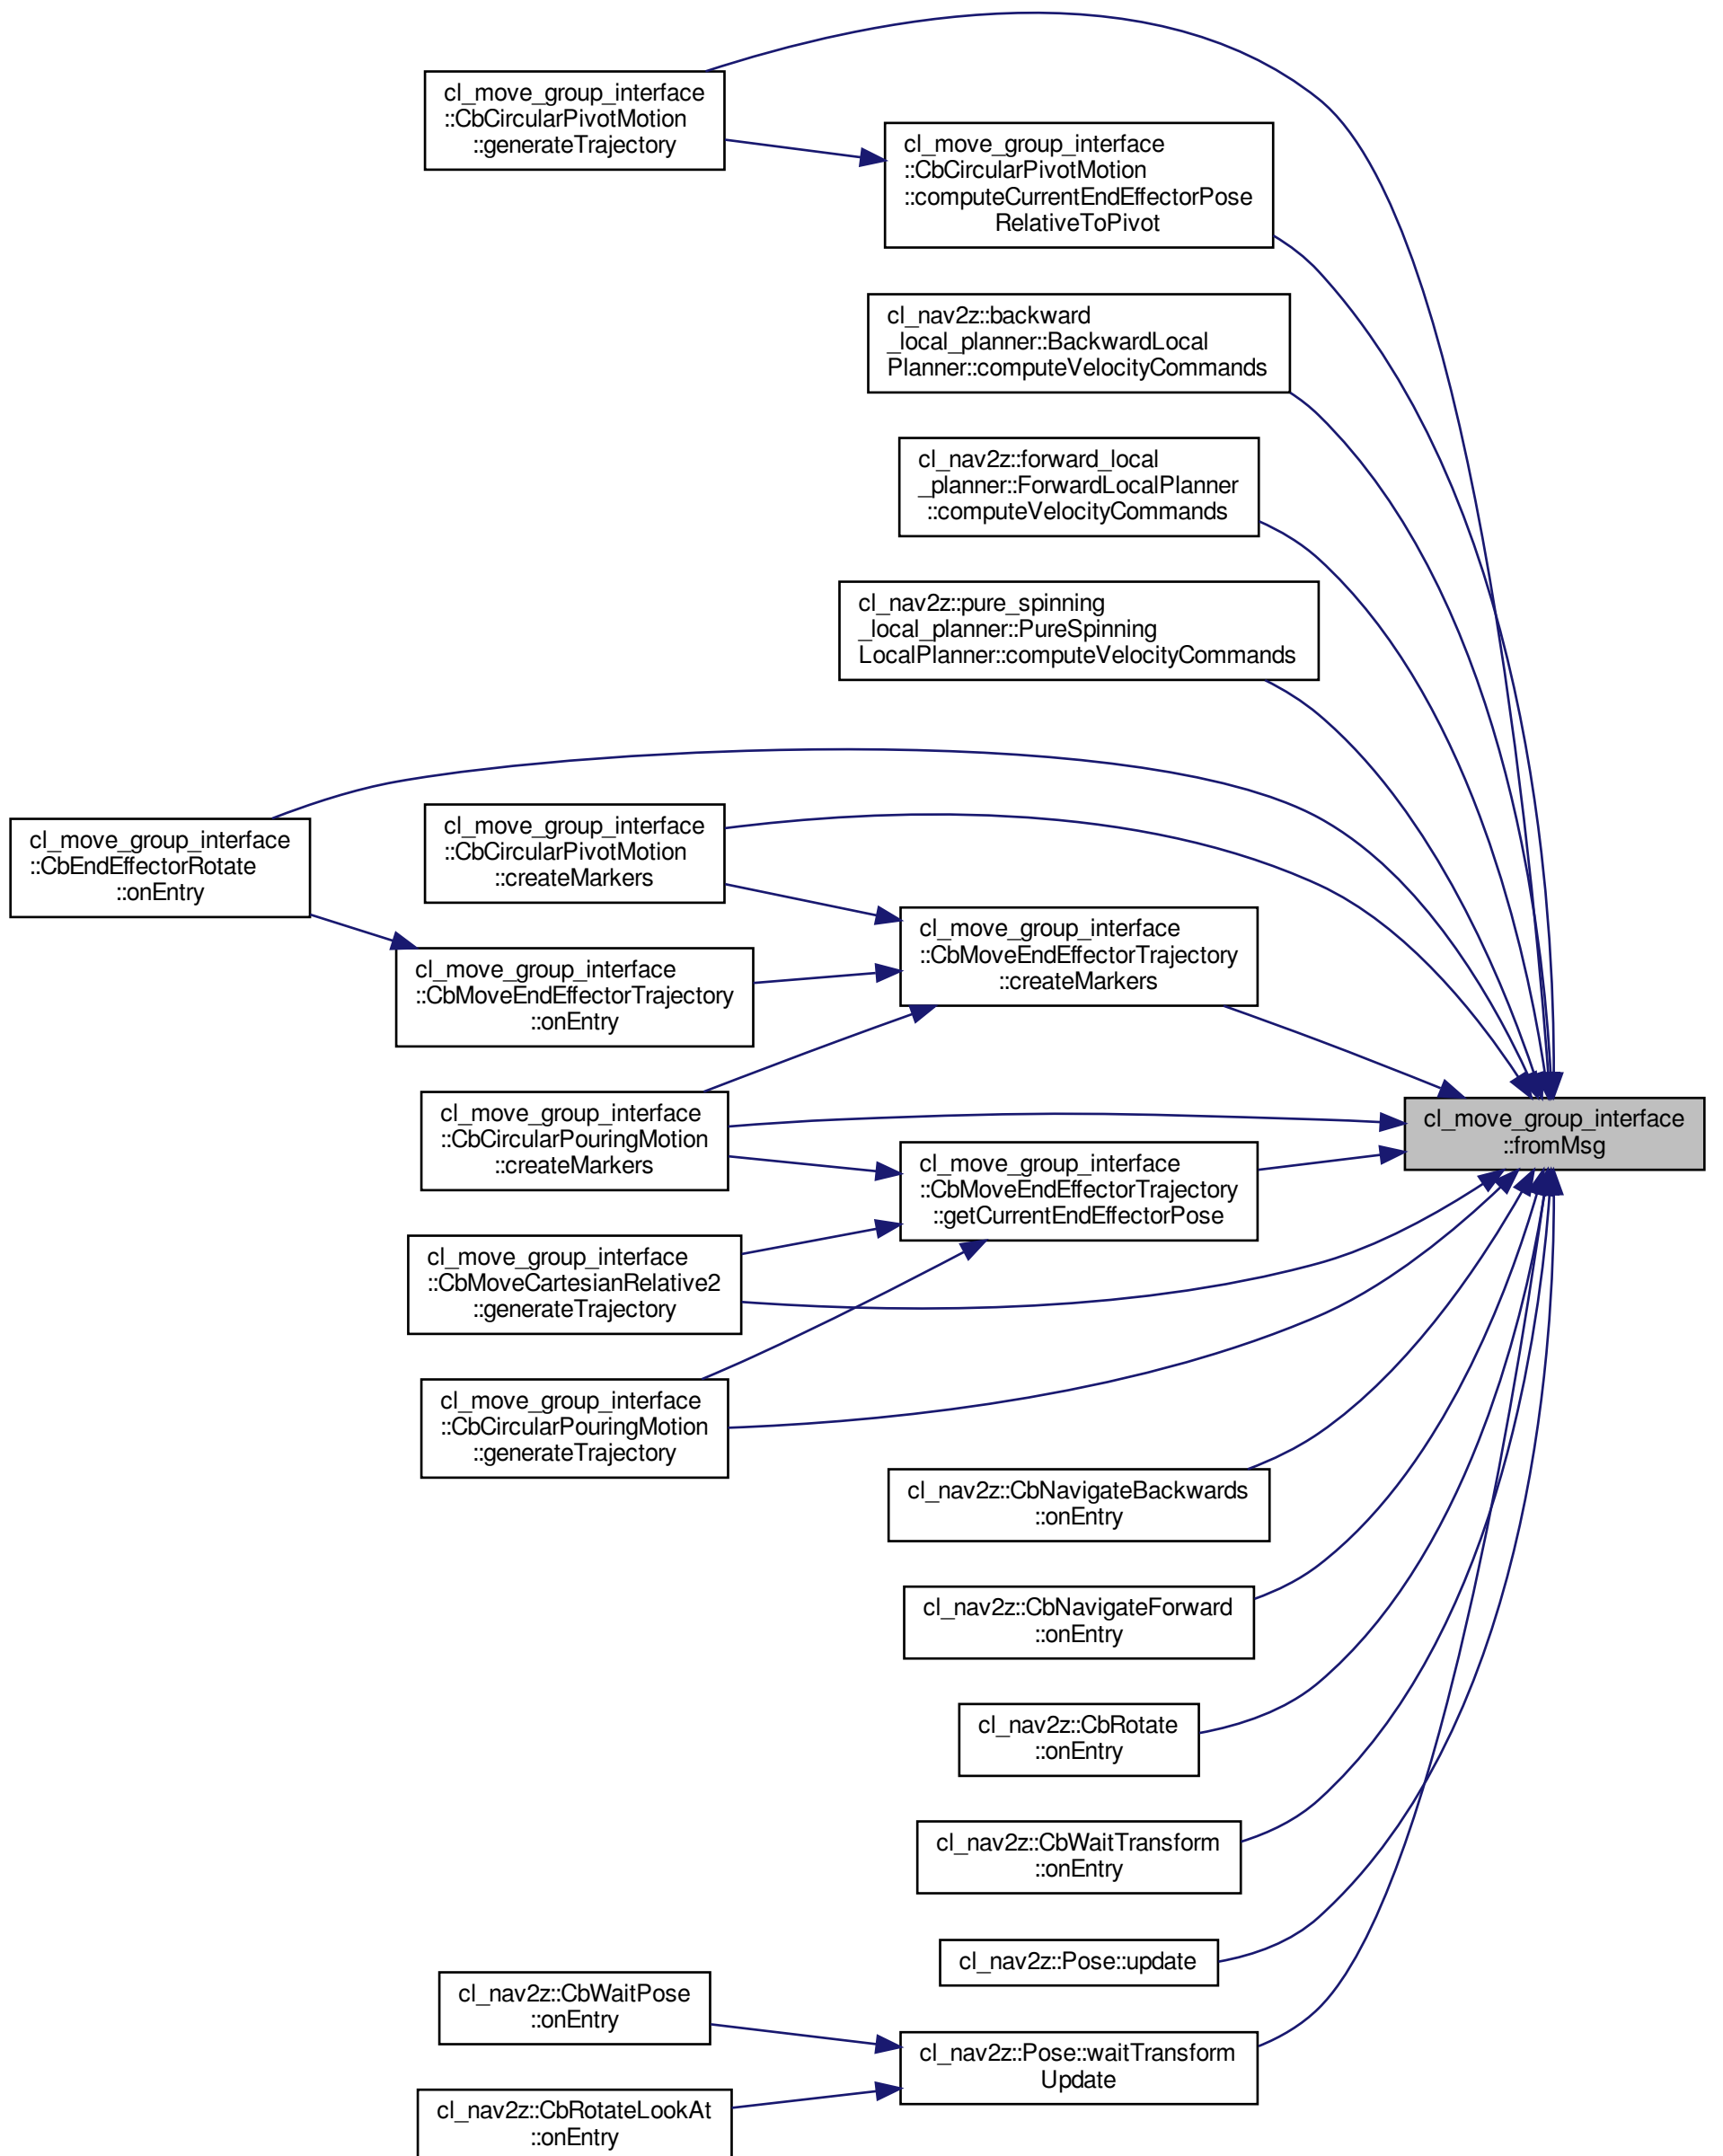 cl_move_group_interface
::CbCircularPivotMotion
::generateTrajectory
cl_move_group_interface
::CbCircularPivotMotion
::computeCurrentEndEffectorPose
RelativeToPivot
cl_nav2z::backward
_local_planner::BackwardLocal
Planner::computeVelocityCommands
cl_nav2z::forward_local
_planner::ForwardLocalPlanner
::computeVelocityCommands
cl_nav2z::pure_spinning
_local_planner::PureSpinning
LocalPlanner::computeVelocityCommands
cl_move_group_interface
::CbEndEffectorRotate
::onEntry
cl_move_group_interface
::CbCircularPivotMotion
::createMarkers
cl_move_group_interface
::CbMoveEndEffectorTrajectory
::createMarkers
cl_move_group_interface
::CbMoveEndEffectorTrajectory
::onEntry
cl_move_group_interface
::CbCircularPouringMotion
::createMarkers
cl_move_group_interface
::fromMsg
cl_move_group_interface
::CbMoveEndEffectorTrajectory
::getCurrentEndEffectorPose
cl_move_group_interface
::CbMoveCartesianRelative2
::generateTrajectory
cl_move_group_interface
::CbCircularPouringMotion
::generateTrajectory
cl_nav2z::CbNavigateBackwards
::onEntry
cl_nav2z::CbNavigateForward
::onEntry
cl_nav2z::CbRotate
::onEntry
cl_nav2z::CbWaitTransform
::onEntry
cl_nav2z::Pose::update
cl_nav2z::CbWaitPose
::onEntry
cl_nav2z::Pose::waitTransform
Update
cl_nav2z::CbRotateLookAt
::onEntry